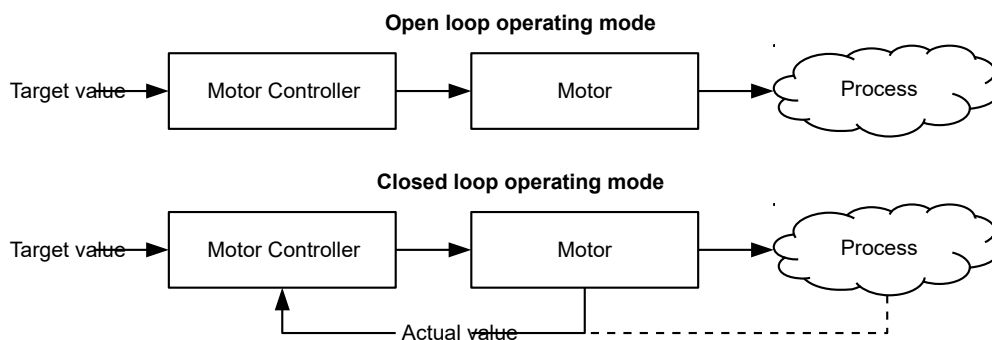 Open loop operating mode
Target value
Motor Controller
Motor
Process
Closed loop operating mode
Target value
Motor Controller
Motor
Process
Actual value